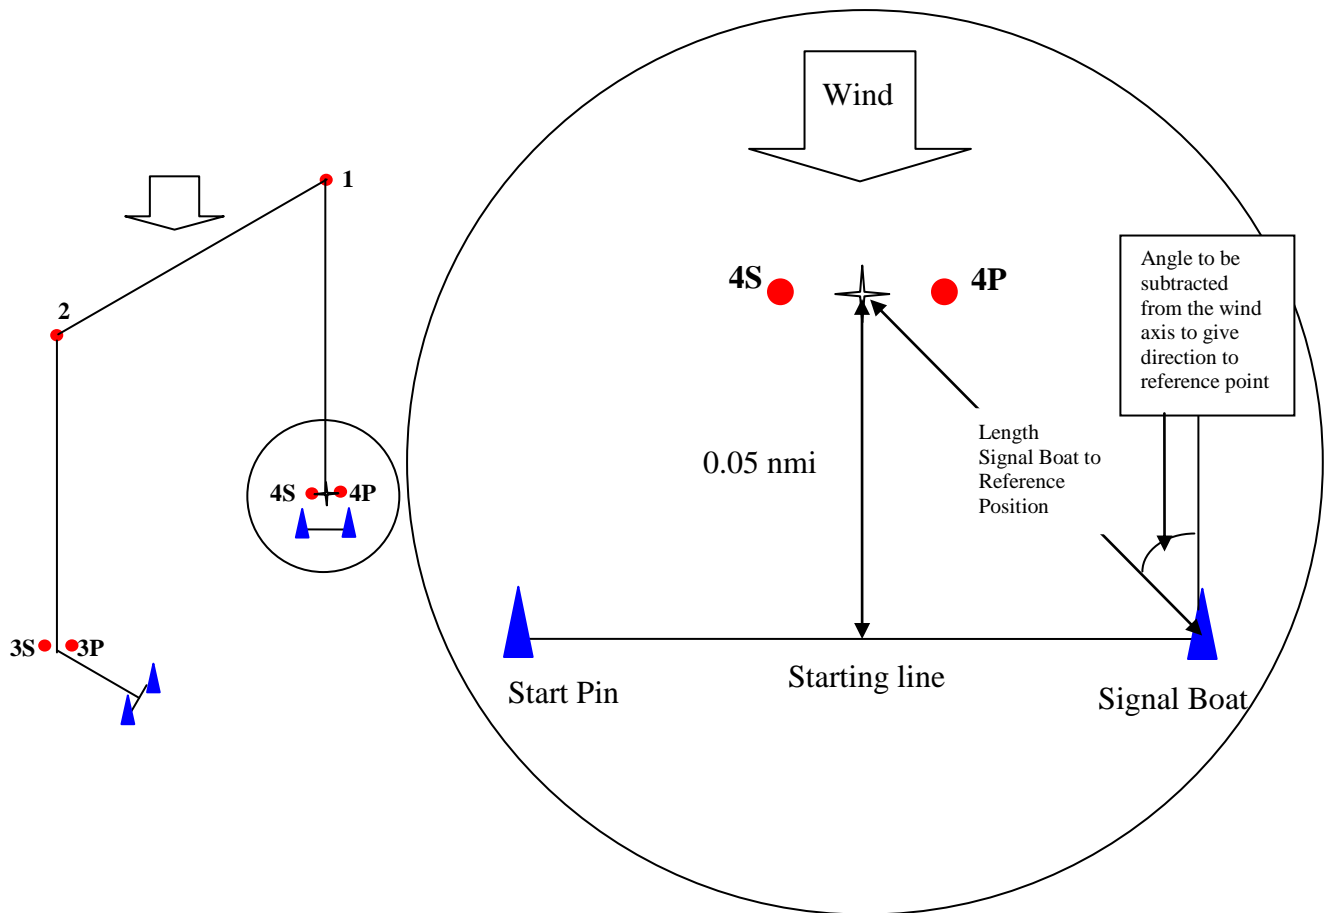 1
2
4S
4P
3S
3P
Wind
4S
4P
Angle to be
subtracted
from the wind
axis to give
direction to
reference point
0.05 nmi
Length
Signal Boat to
Reference
Position
Start Pin
Starting line
Signal Boat